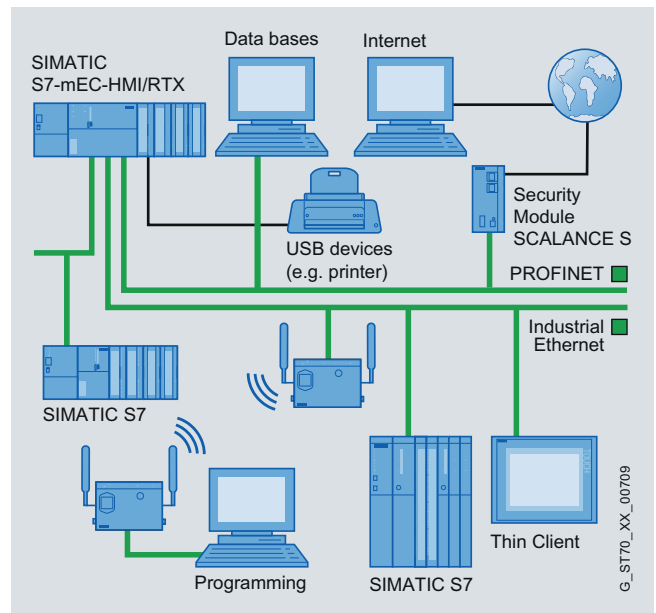 SIMATIC
S7-mEC-HMI/RTX
Data bases
Internet
USB devices
(e.g. printer)
Security
Module
SCALANCE S
PROFINET
Industrial
Ethernet
SIMATIC S7
Programming
SIMATIC S7
Thin Client
G_ST70_XX_00709